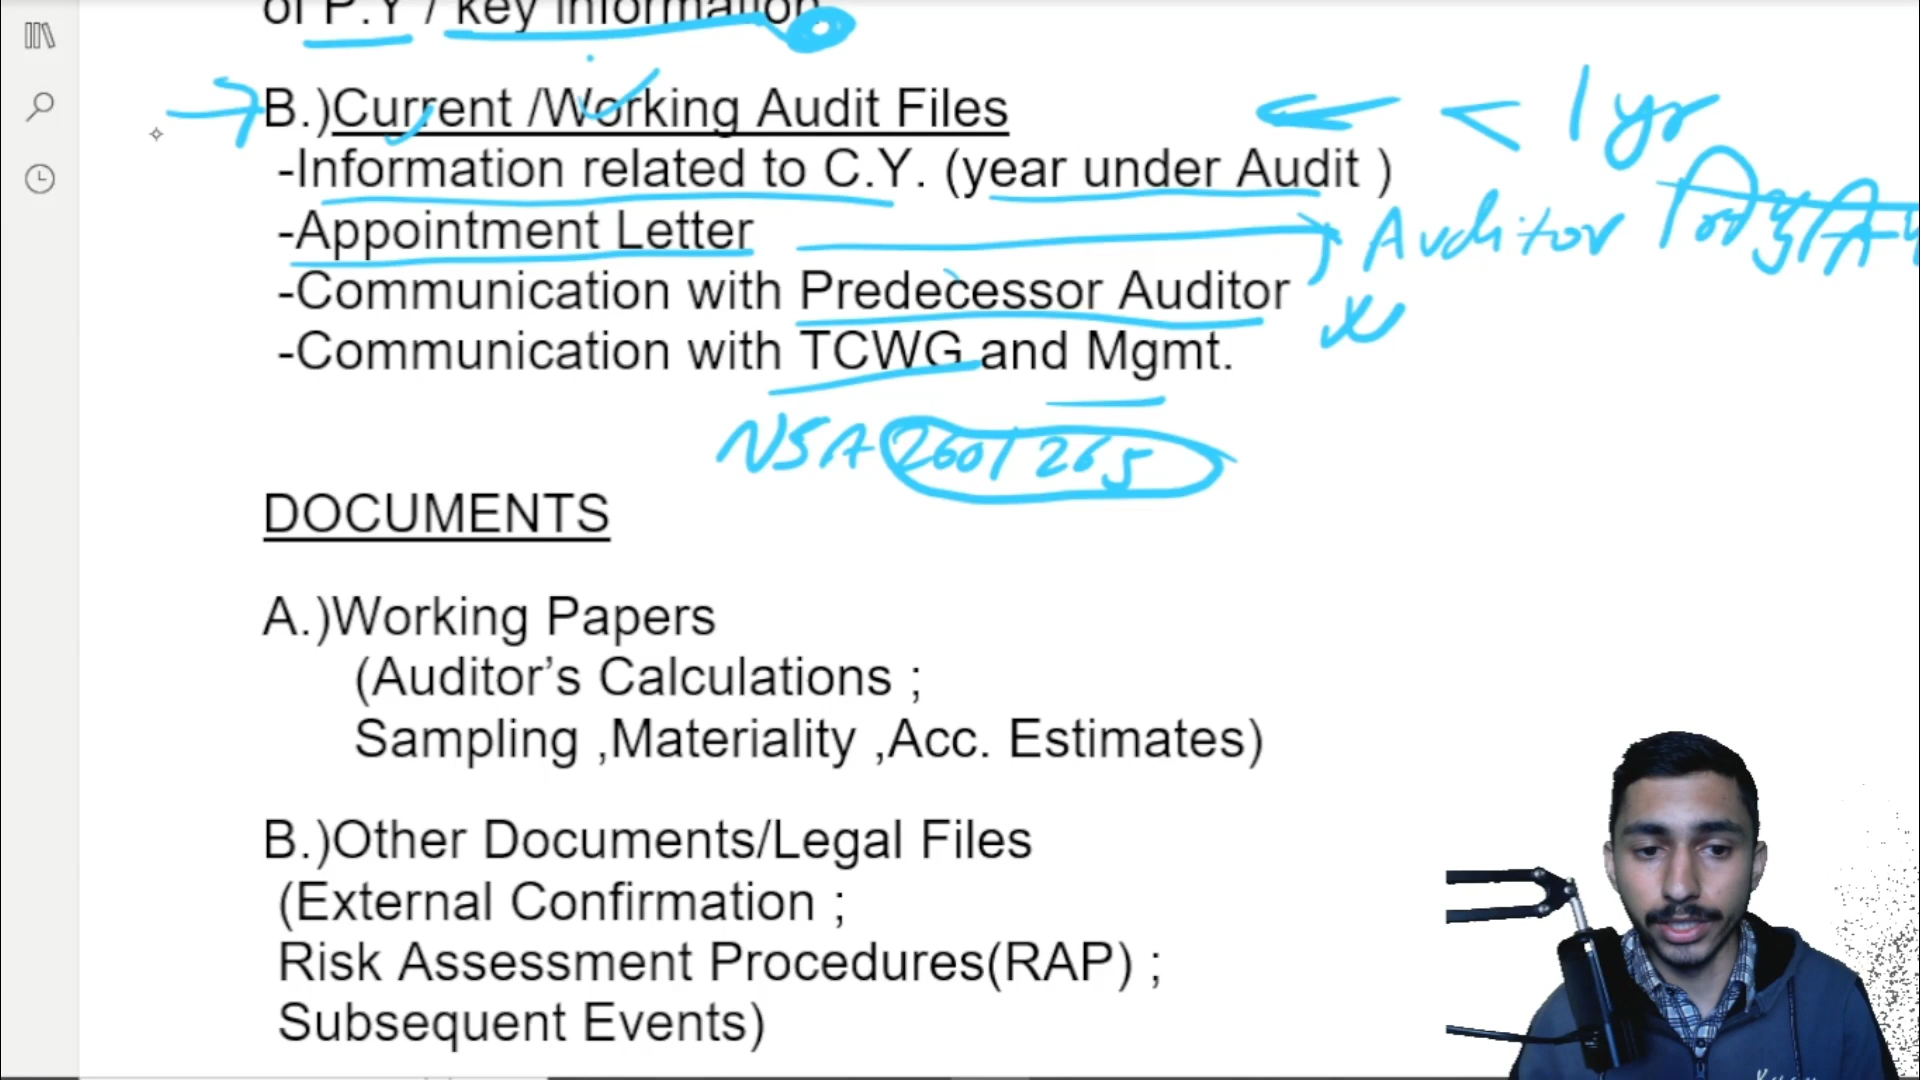 of P.Y / key information
B.)Current /Working Audit Files < 1 yr
-Information related to C.Y. (year under Audit )
-Appointment Letter Auditor
-Communication with Predecessor Auditor
-Communication with TCWG and Mgmt.
NSA 260/265
DOCUMENTS
A.)Working Papers
(Auditor’s Calculations ;
Sampling ,Materiality ,Acc. Estimates)
B.)Other Documents/Legal Files
(External Confirmation ;
Risk Assessment Procedures(RAP) ;
Subsequent Events)